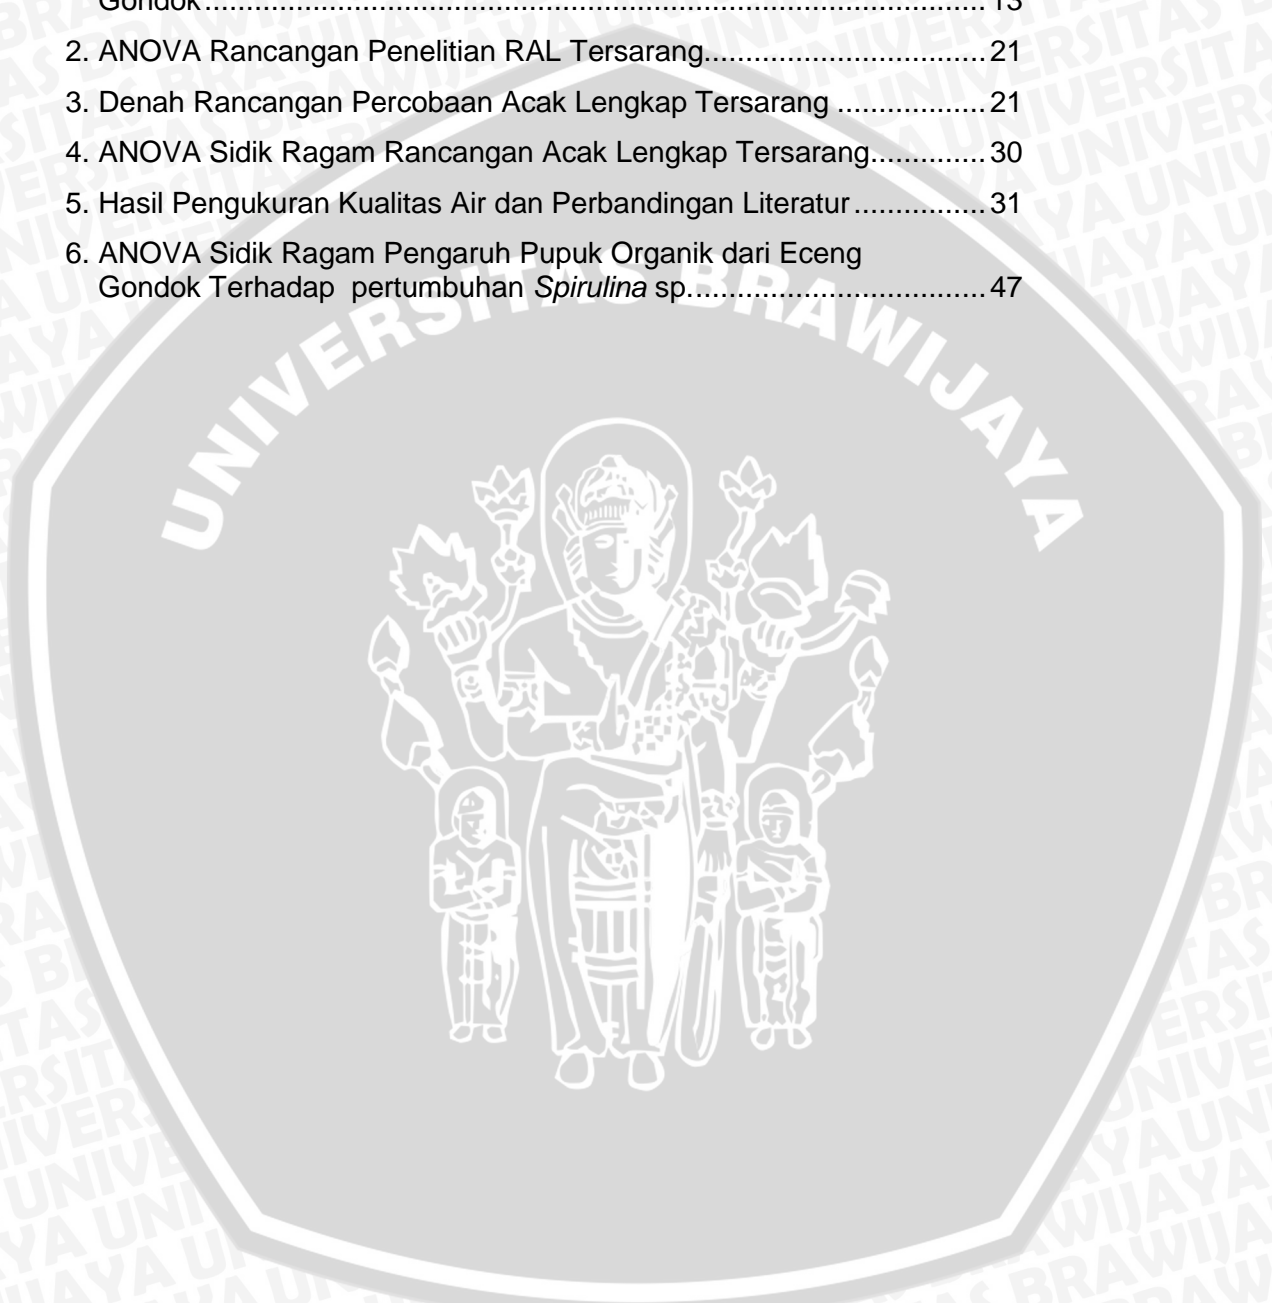 Gondok.................................................................................................13
2. ANOVA Rancangan Penelitian RAL Tersarang..................................21
3. Denah Rancangan Percobaan Acak Lengkap Tersarang ..................21
4. ANOVA Sidik Ragam Rancangan Acak Lengkap Tersarang..............30
5. Hasil Pengukuran Kualitas Air dan Perbandingan Literatur ................31
6. ANOVA Sidik Ragam Pengaruh Pupuk Organik dari Eceng
Gondok Terhadap pertumbuhan Spirulina sp....................................47
UNIVERSITAS BRAWIJAYA